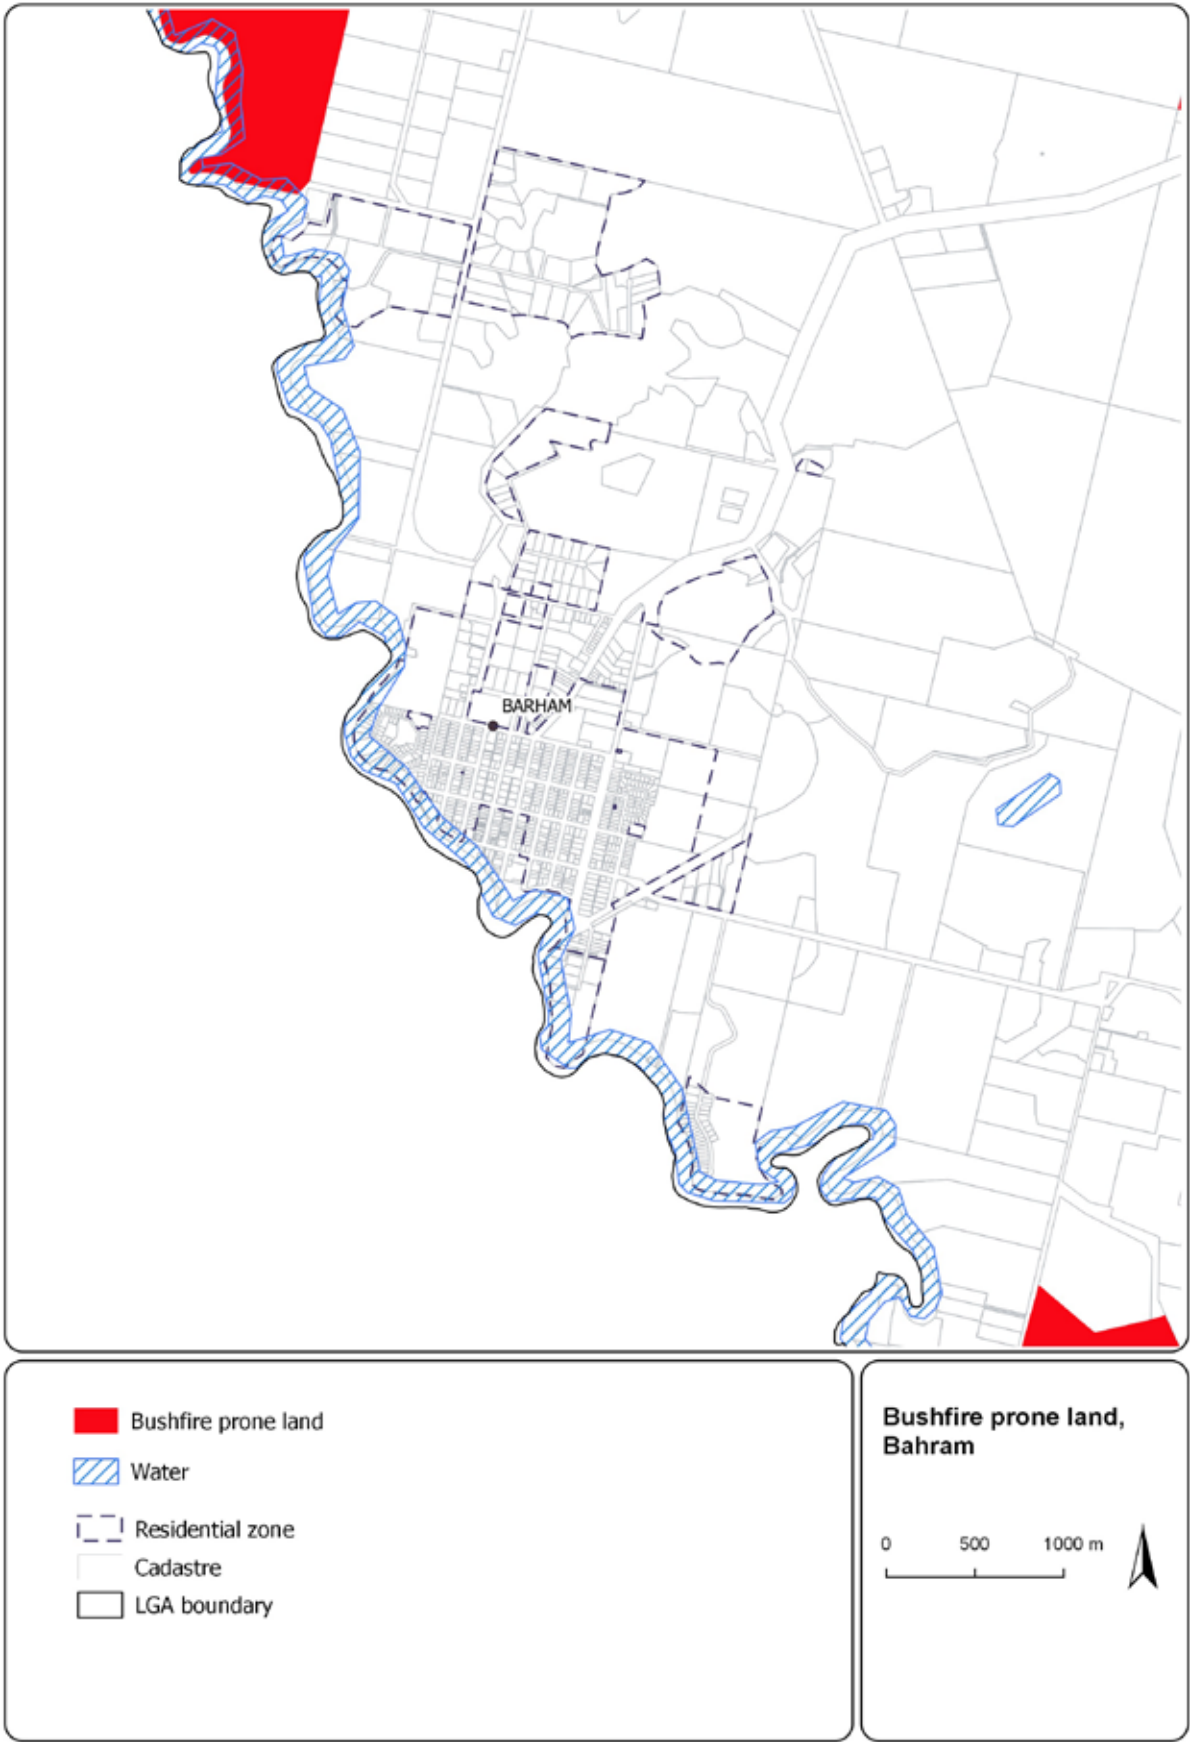 BARHAM
Bushfire prone land
Water
Residential zone
Cadastre
LGA boundary
Bushfire prone land,
Bahram
0 500 1000 m